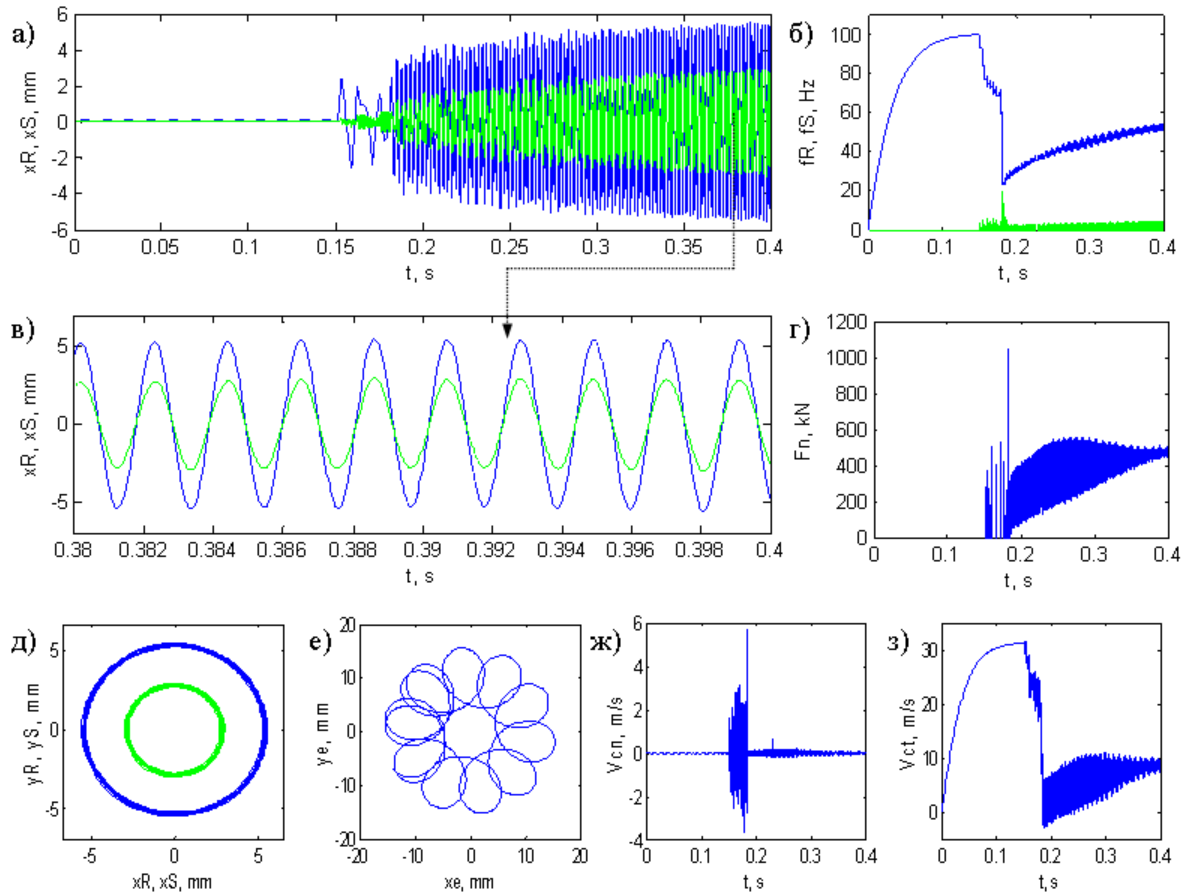 а)
xR, xS, mm
6
4
2
0
-2
-4
-6
0 0.05 0.1 0.15 0.2 0.25 0.3 0.35 0.4
t, s
б)
fR, fS, Hz
100
80
60
40
20
0
0 0.1 0.2 0.3 0.4
t, s
в)
xR, xS, mm
5
0
-5
0.38 0.382 0.384 0.386 0.388 0.39 0.392 0.394 0.396 0.398 0.4
t, s
г)
Fn, kN
1200
1000
800
600
400
200
0
0 0.1 0.2 0.3 0.4
t, s
д)
yR, yS, mm
5
0
-5
-5 0 5
xR, xS, mm
е)
ye, mm
20
10
0
-10
-20
-20 -10 0 10 20
xe, mm
ж)
Vcn, m/s
6
4
2
0
-2
-4
0 0.1 0.2 0.3 0.4
t, s
з)
Vct, m/s
30
20
10
0
0 0.1 0.2 0.3 0.4
t, s